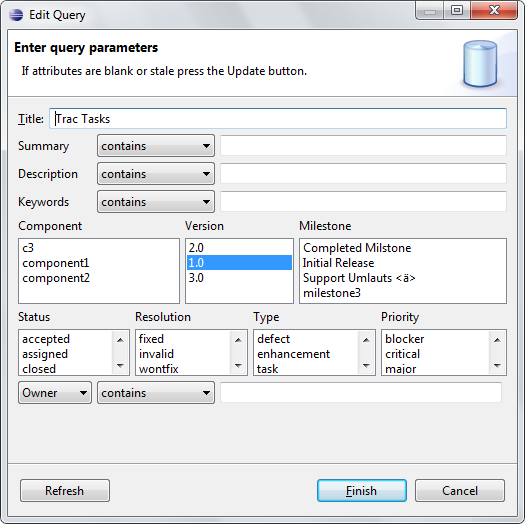 Edit Query
Enter query parameters
If attributes are blank or stale press the Update button.
Title: Trac Tasks
Summary contains
Description contains
Keywords contains
Component Version Milestone
c3 2.0 Completed Milstone
component1 1.0 Initial Release
component2 3.0 Support Umlauts <ä>
milestone3
Status Resolution Type Priority
accepted fixed defect blocker
assigned invalid enhancement critical
closed wontfix task major
Owner contains
Refresh Finish Cancel